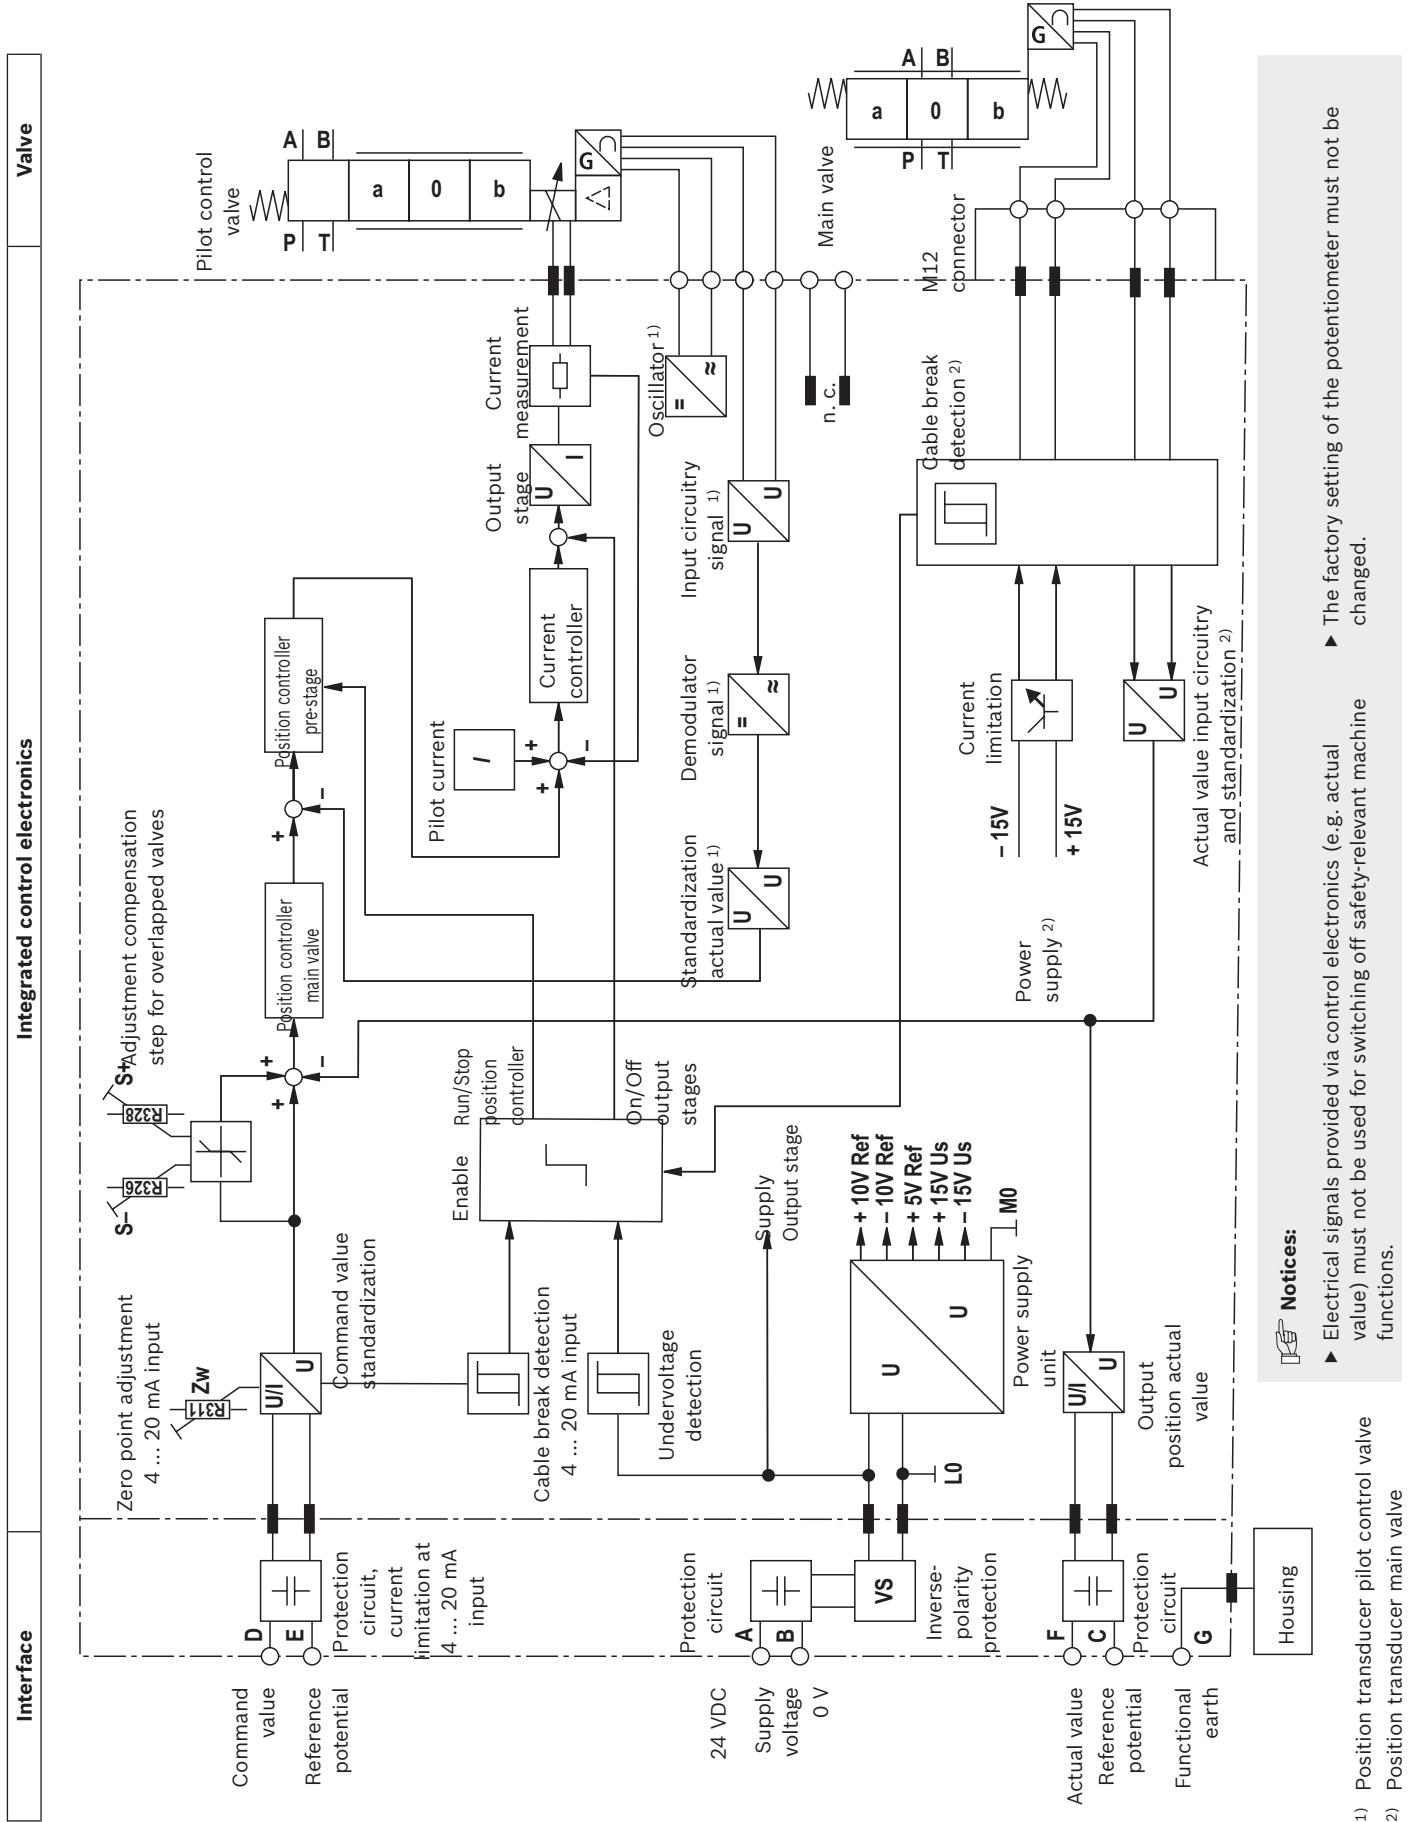 Interface
Integrated control electronics
Valve
Command
value
Reference
potential
D
E
Protection
circuit,
current
limitation at
4 ... 20 mA
input
Zero point adjustment
4 ... 20 mA input
R311
Zw
U/I
U
Command value
standardization
S–
R326
S+
R328
Adjustment compensation
step for overlapped valves
+
+
–
Position controller
main valve
+
–
Position controller
pre-stage
Pilot control
valve
P
T
A
B
a
0
b
G
Cable break detection
4 ... 20 mA input
Undervoltage
detection
Enable
Run/Stop
position
controller
On/Off
output
stages
Pilot current
I
+
+
–
Current
controller
Output
stage
U
I
Current
measurement
Oscillator 1)
=
≈
Standardization
actual value 1)
U
U
Demodulator
signal 1)
=
≈
Input circuitry
signal 1)
U
U
n. c.
24 VDC
Supply
voltage
0 V
Protection
circuit
A
B
VS
Inverse-
polarity
protection
L0
Supply
Output stage
U
U
Power supply
unit
+ 10V Ref
– 10V Ref
+ 5V Ref
+ 15V Us
– 15V Us
M0
Power
supply 2)
– 15V
+ 15V
Current
limitation
Cable break
detection 2)
M12
connector
Main valve
P
T
A
B
a
0
b
G
Actual value
Reference
potential
Functional
earth
F
C
Protection
circuit
G
Housing
U/I
U
Output
position actual
value
U
U
Actual value input circuitry
and standardization 2)
Notices:
▶ Electrical signals provided via control electronics (e.g. actual
value) must not be used for switching off safety-relevant machine
functions.
▶ The factory setting of the potentiometer must not be
changed.
1) Position transducer pilot control valve
2) Position transducer main valve